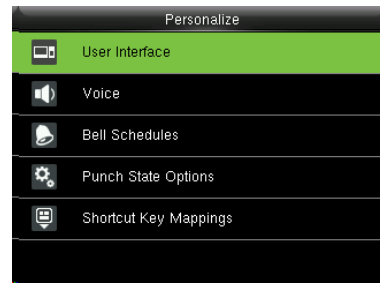 Personalize
User Interface
Voice
Bell Schedules
Punch State Options
Shortcut Key Mappings